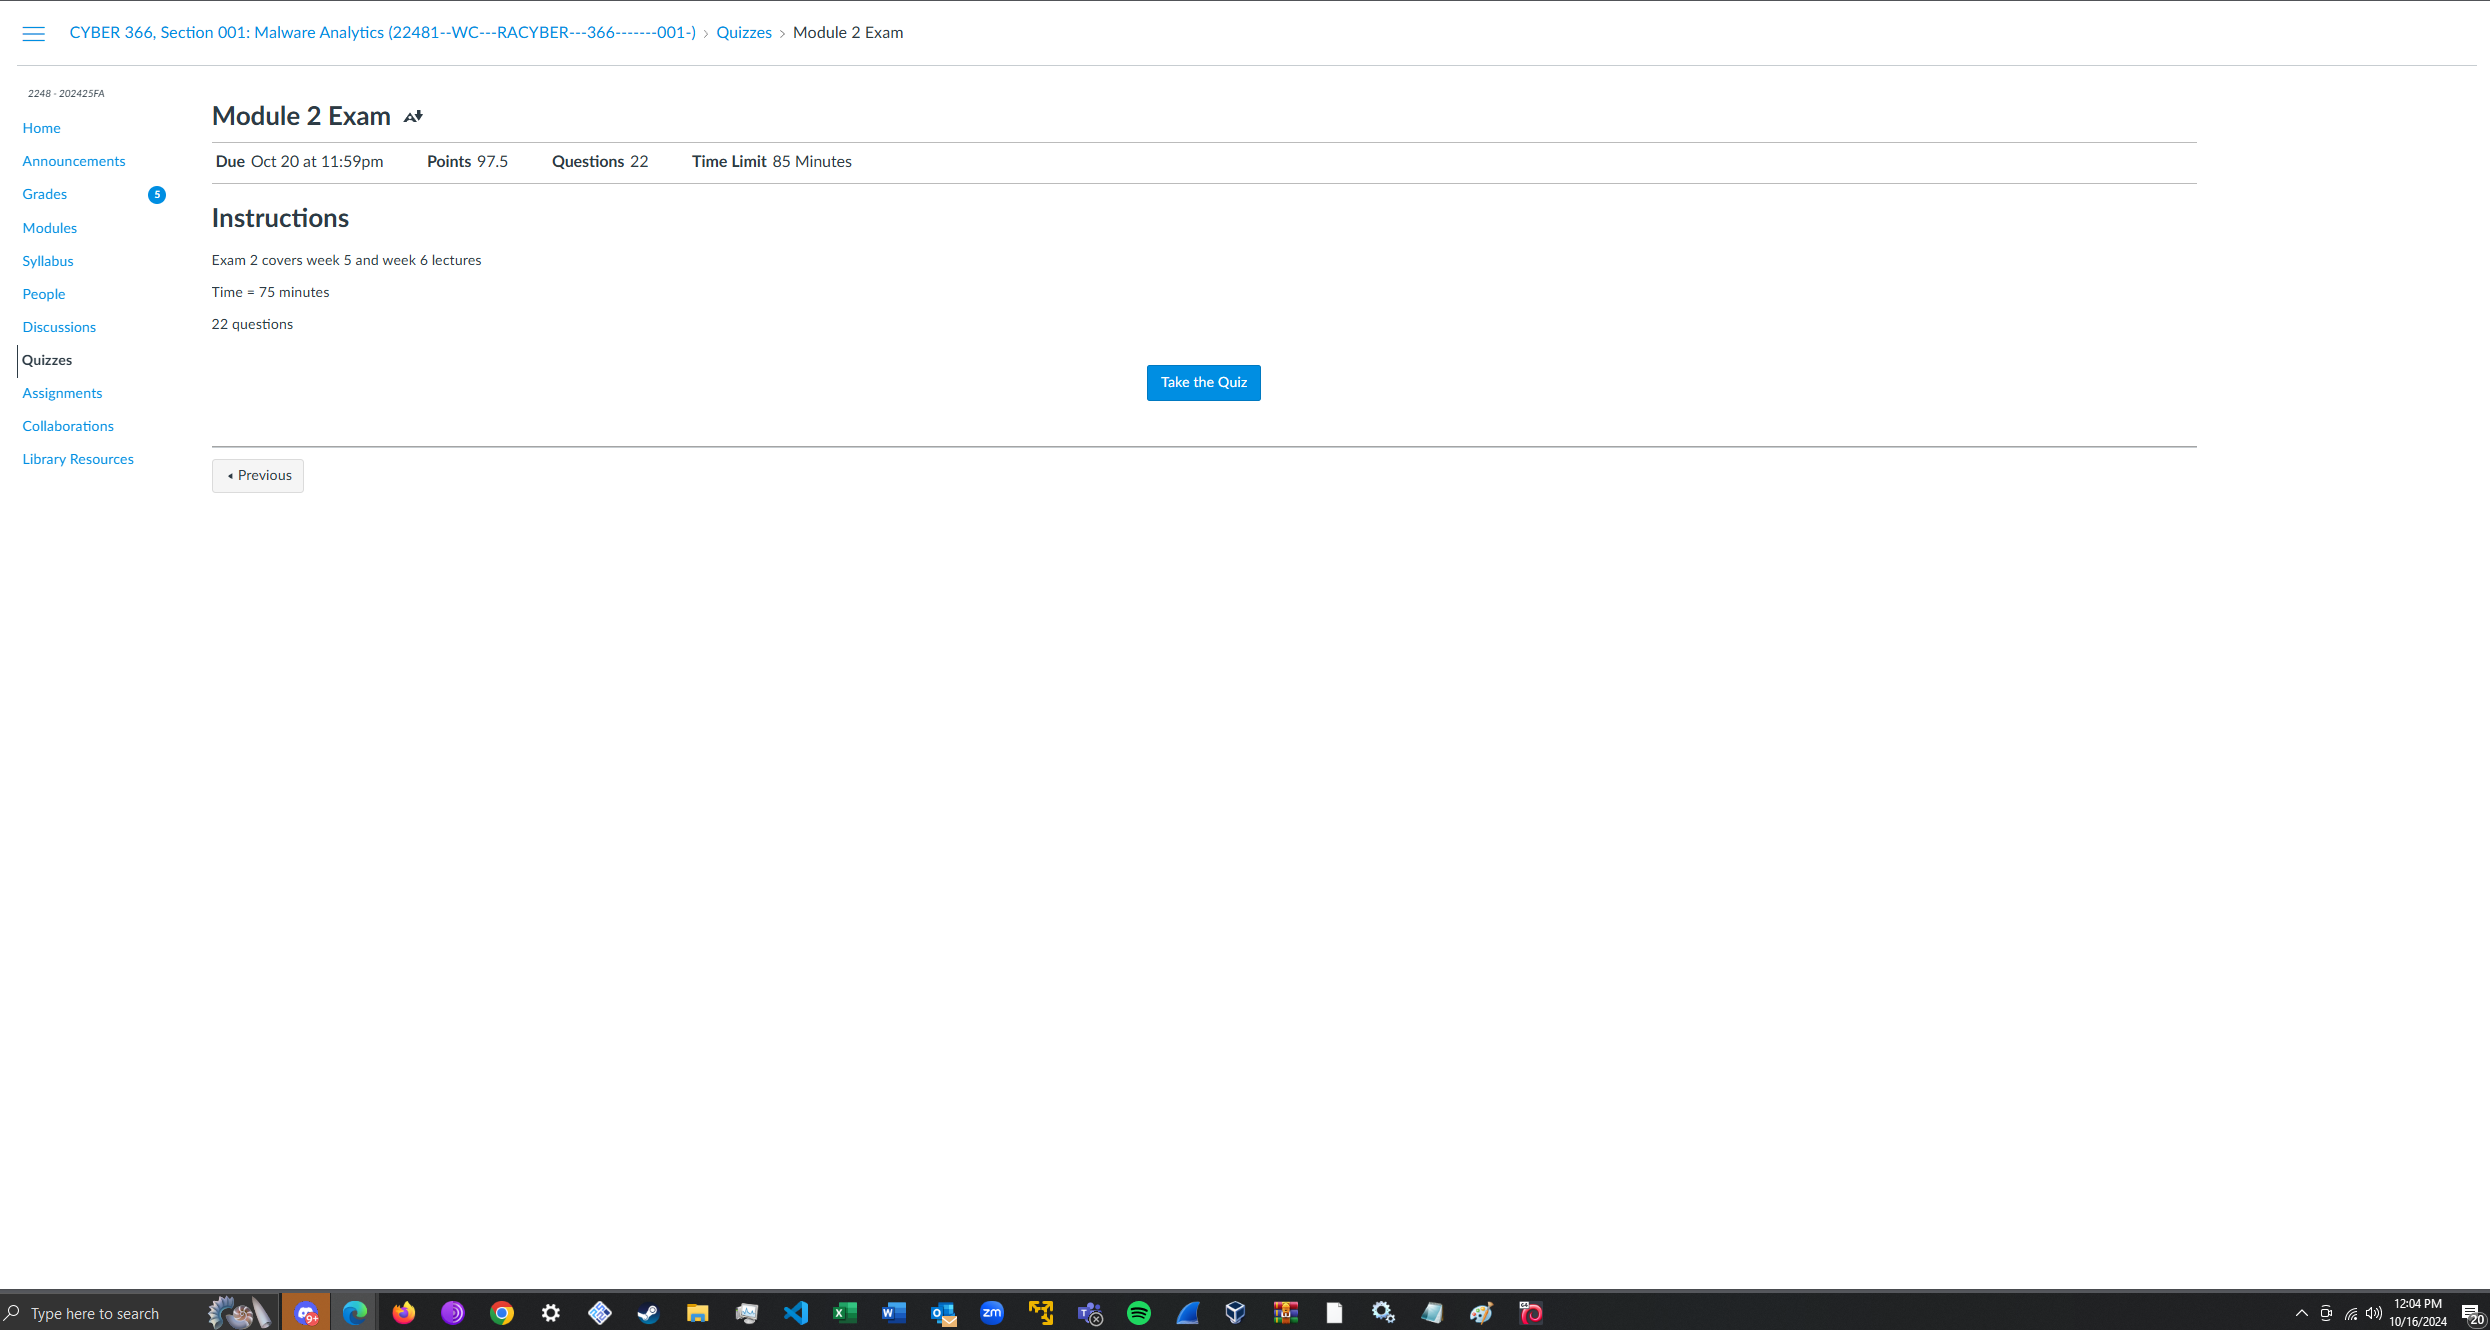 CYBER 366, Section 001: Malware Analytics (22481--WC---RACYBER---366-------001-) › Quizzes › Module 2 Exam
2248 - 202425FA
Home
Announcements
Grades 5
Modules
Syllabus
People
Discussions
Quizzes
Assignments
Collaborations
Library Resources
Module 2 Exam
Due Oct 20 at 11:59pm Points 97.5 Questions 22 Time Limit 85 Minutes
Instructions
Exam 2 covers week 5 and week 6 lectures
Time = 75 minutes
22 questions
Take the Quiz
Previous
Type here to search
9+
zm
12:04 PM
10/16/2024
20